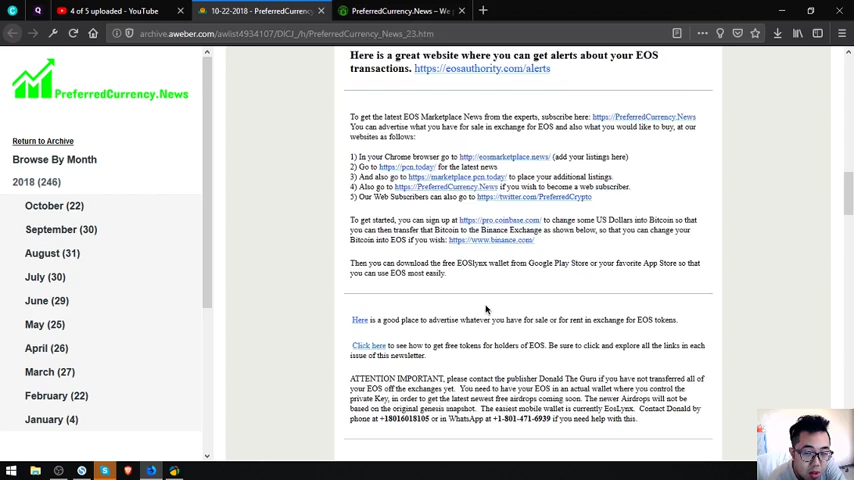 4 of 5 uploaded - YouTube
10-22-2018 - PreferredCurrency
PreferredCurrency.News – We
archive.aweber.com/awlist4934107/DICJ_/h/PreferredCurrency_News_23.htm
PreferredCurrency.News
Return to Archive
Browse By Month
2018 (246)
October (22)
September (30)
August (31)
July (30)
June (29)
May (25)
April (26)
March (27)
February (22)
January (4)
Here is a great website where you can get alerts about your EOS
transactions. https://eosauthority.com/alerts
To get the latest EOS Marketplace News from the experts, subscribe here: https://PreferredCurrency.News
You can advertise what you have for sale in exchange for EOS and also what you would like to buy, at our
websites as follows:
1) In your Chrome browser go to http://eosmarketplace.news/ (add your listings here)
2) Go to https://pcn.today/ for the latest news
3) And also go to https://marketplace.pcn.today/ to place your additional listings.
4) Also go to https://PreferredCurrency.News if you wish to become a web subscriber.
5) Our Web Subscribers can also go to https://twitter.com/PreferredCrypto
To get started, you can sign up at https://pro.coinbase.com/ to change some US Dollars into Bitcoin so that
you can then transfer that Bitcoin to the Binance Exchange as shown below, so that you can change your
Bitcoin into EOS if you wish: https://www.binance.com/
Then you can download the free EOSlynx wallet from Google Play Store or your favorite App Store so that
you can use EOS most easily.
Here is a good place to advertise whatever you have for sale or for rent in exchange for EOS tokens.
Click here to see how to get free tokens for holders of EOS. Be sure to click and explore all the links in each
issue of this newsletter.
ATTENTION IMPORTANT, please contact the publisher Donald The Guru if you have not transferred all of
your EOS off the exchanges yet. You need to have your EOS in an actual wallet where you control the
private Key, in order to get the latest newest free airdrops coming soon. The newer Airdrops will not be
based on the original genesis snapshot. The easiest mobile wallet is currently EosLynx. Contact Donald by
phone at +18016018105 or in WhatsApp at +1-801-471-6939 if you need help with this.